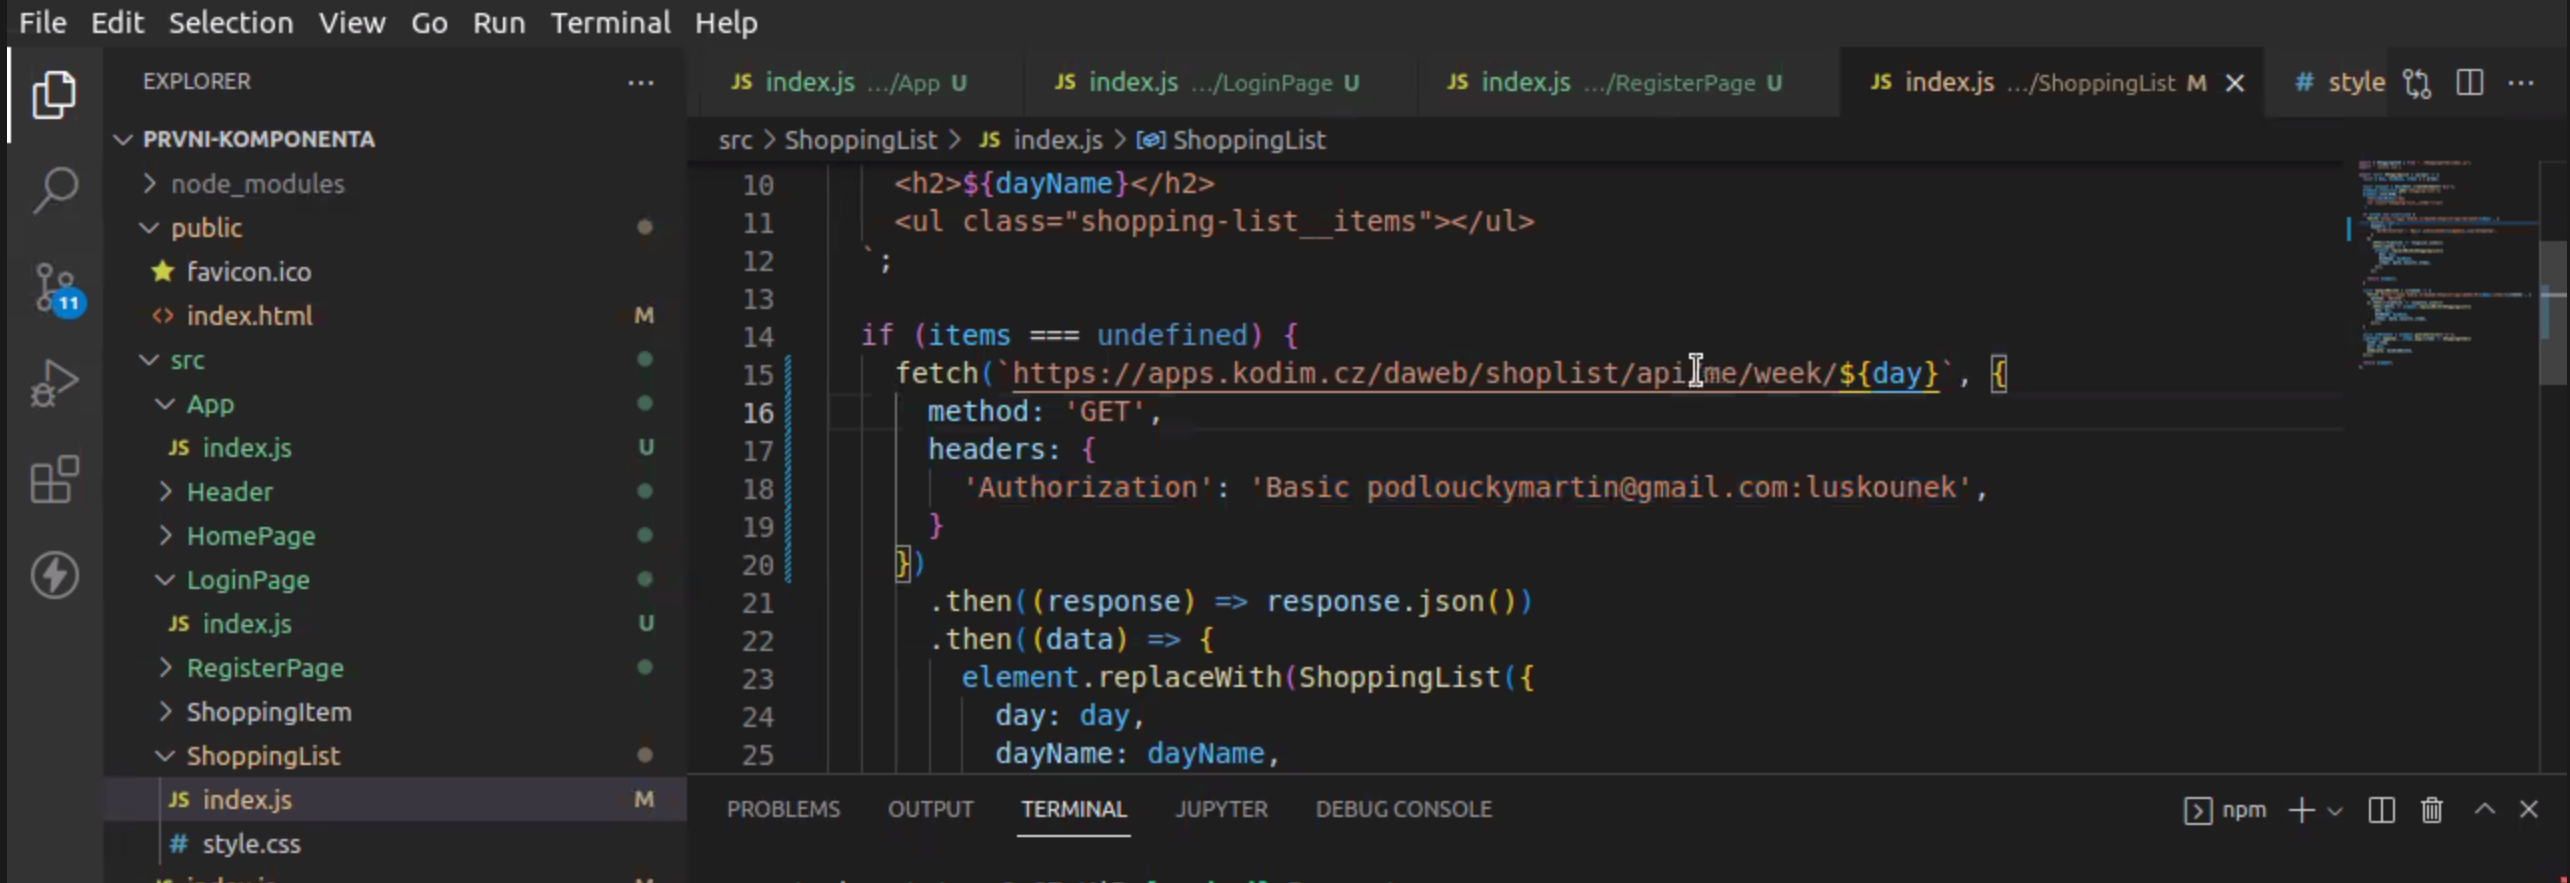 File Edit Selection View Go Run Terminal Help
EXPLORER
PRVNI-KOMPONENTA
node_modules
public
favicon.ico
index.html M
src
App
index.js U
Header
HomePage
LoginPage
index.js U
RegisterPage
ShoppingItem
ShoppingList
index.js M
style.css
11
index.js .../App U
index.js .../LoginPage U
index.js .../RegisterPage U
index.js .../ShoppingList M
# style
src > ShoppingList > JS index.js > ShoppingList
10 <h2>${dayName}</h2>
11 <ul class="shopping-list__items"></ul>
12 `;
13
14 if (items === undefined) {
15 fetch(`https://apps.kodim.cz/daweb/shoplist/api/me/week/${day}`, {
16 method: 'GET',
17 headers: {
18 'Authorization': 'Basic podlouckymartin@gmail.com:luskounek',
19 }
20 })
21 .then((response) => response.json())
22 .then((data) => {
23 element.replaceWith(ShoppingList({
24 day: day,
25 dayName: dayName,
PROBLEMS OUTPUT TERMINAL JUPYTER DEBUG CONSOLE
npm